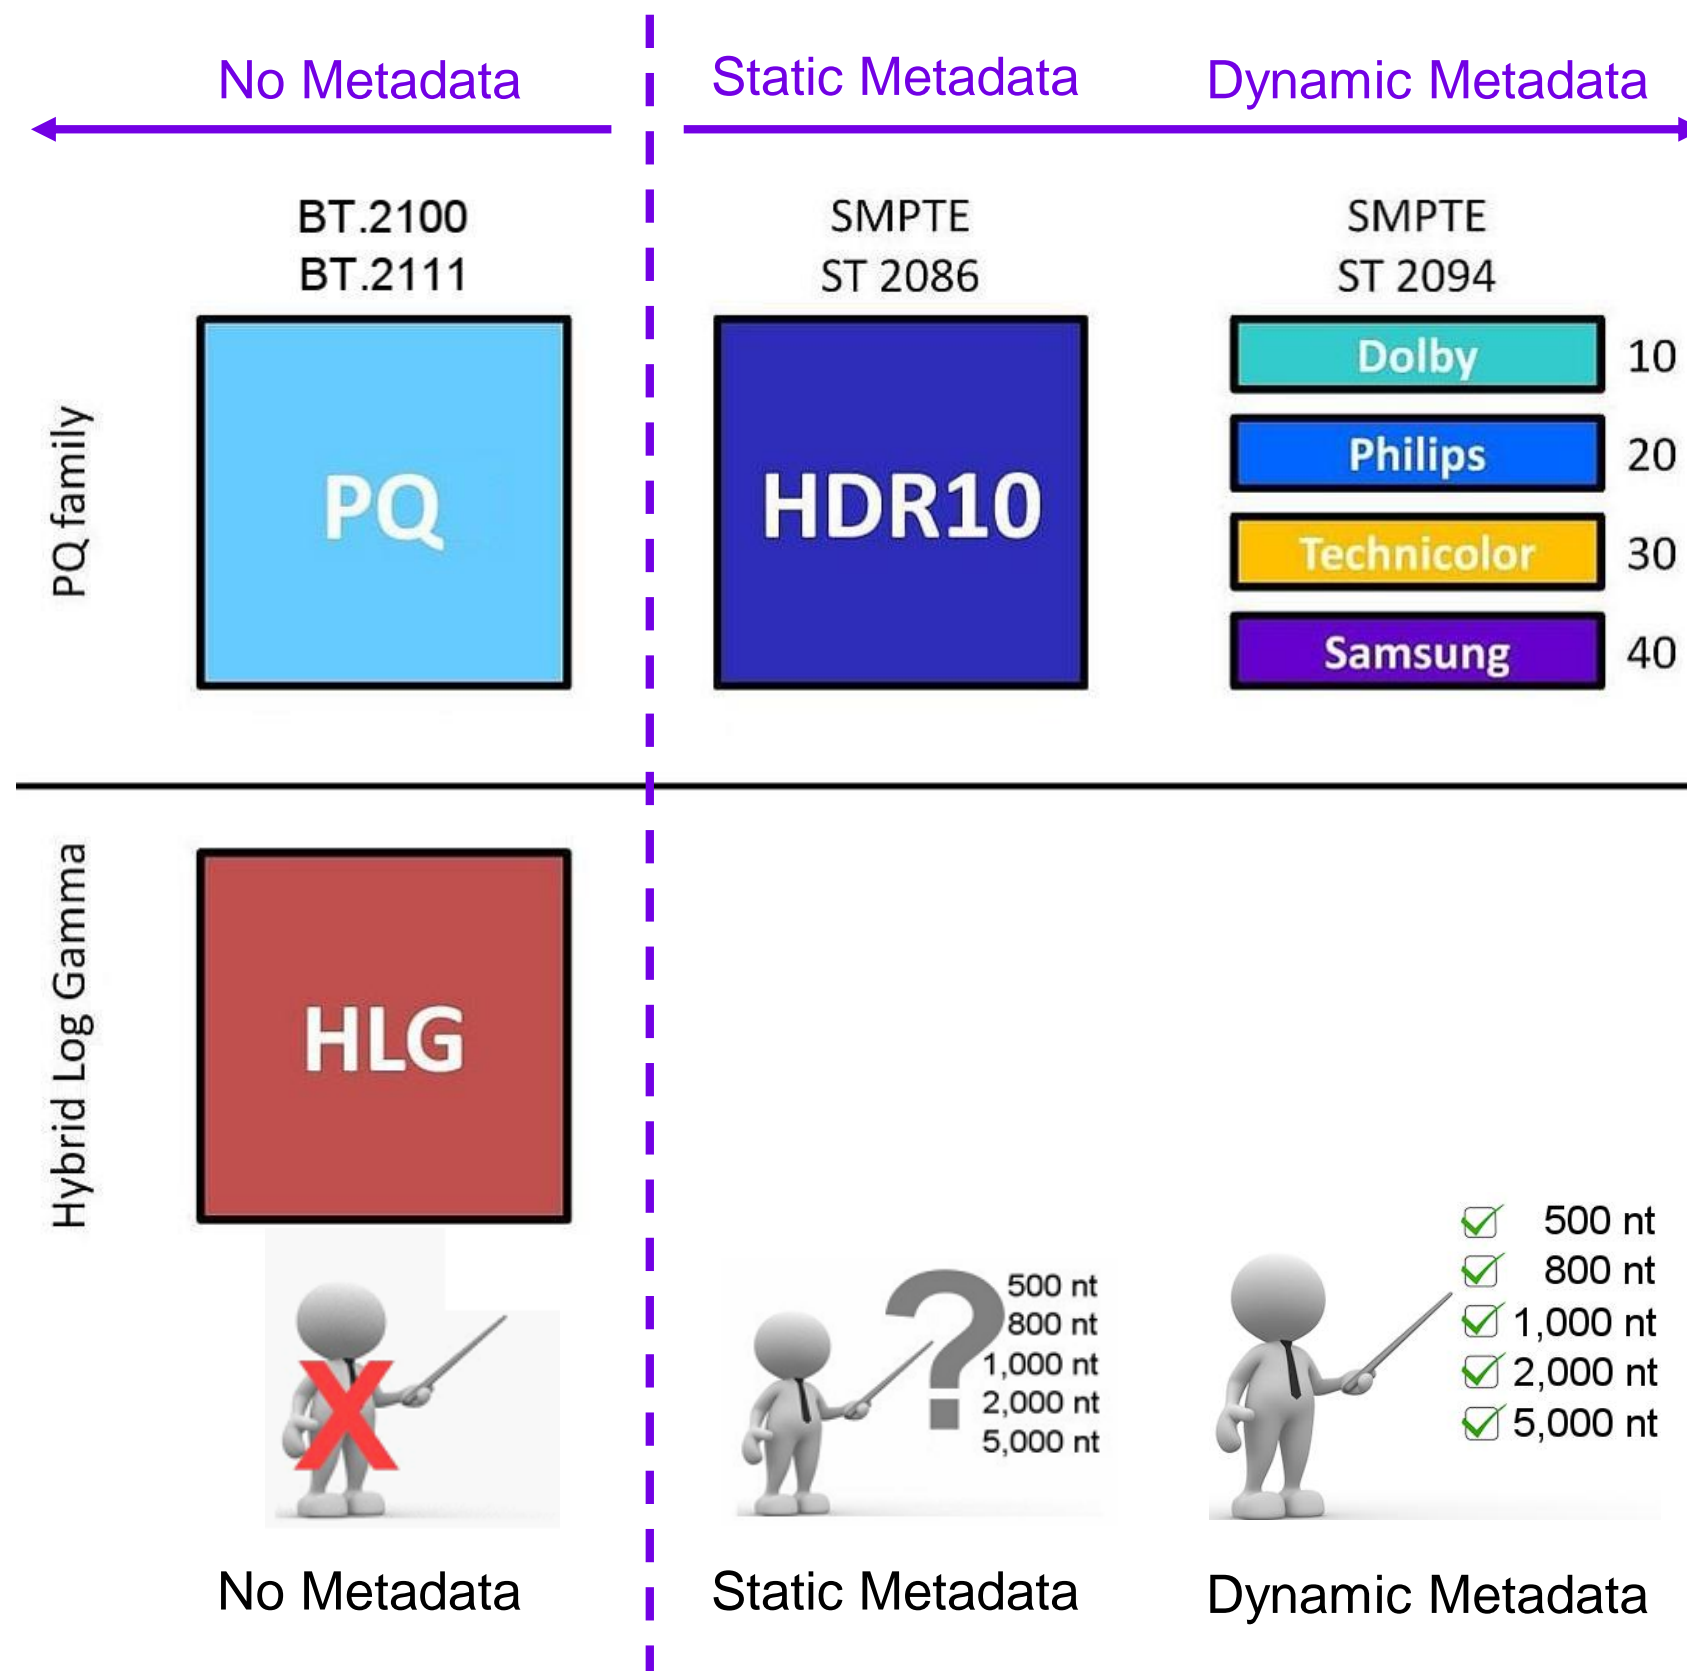 No Metadata
Static Metadata
Dynamic Metadata
BT.2100
BT.2111
SMPTE
ST 2086
SMPTE
ST 2094
PQ family
PQ
HDR10
Dolby 10
Philips 20
Technicolor 30
Samsung 40
Hybrid Log Gamma
HLG
X
?
500 nt
800 nt
1,000 nt
2,000 nt
5,000 nt
500 nt
800 nt
1,000 nt
2,000 nt
5,000 nt
No Metadata
Static Metadata
Dynamic Metadata